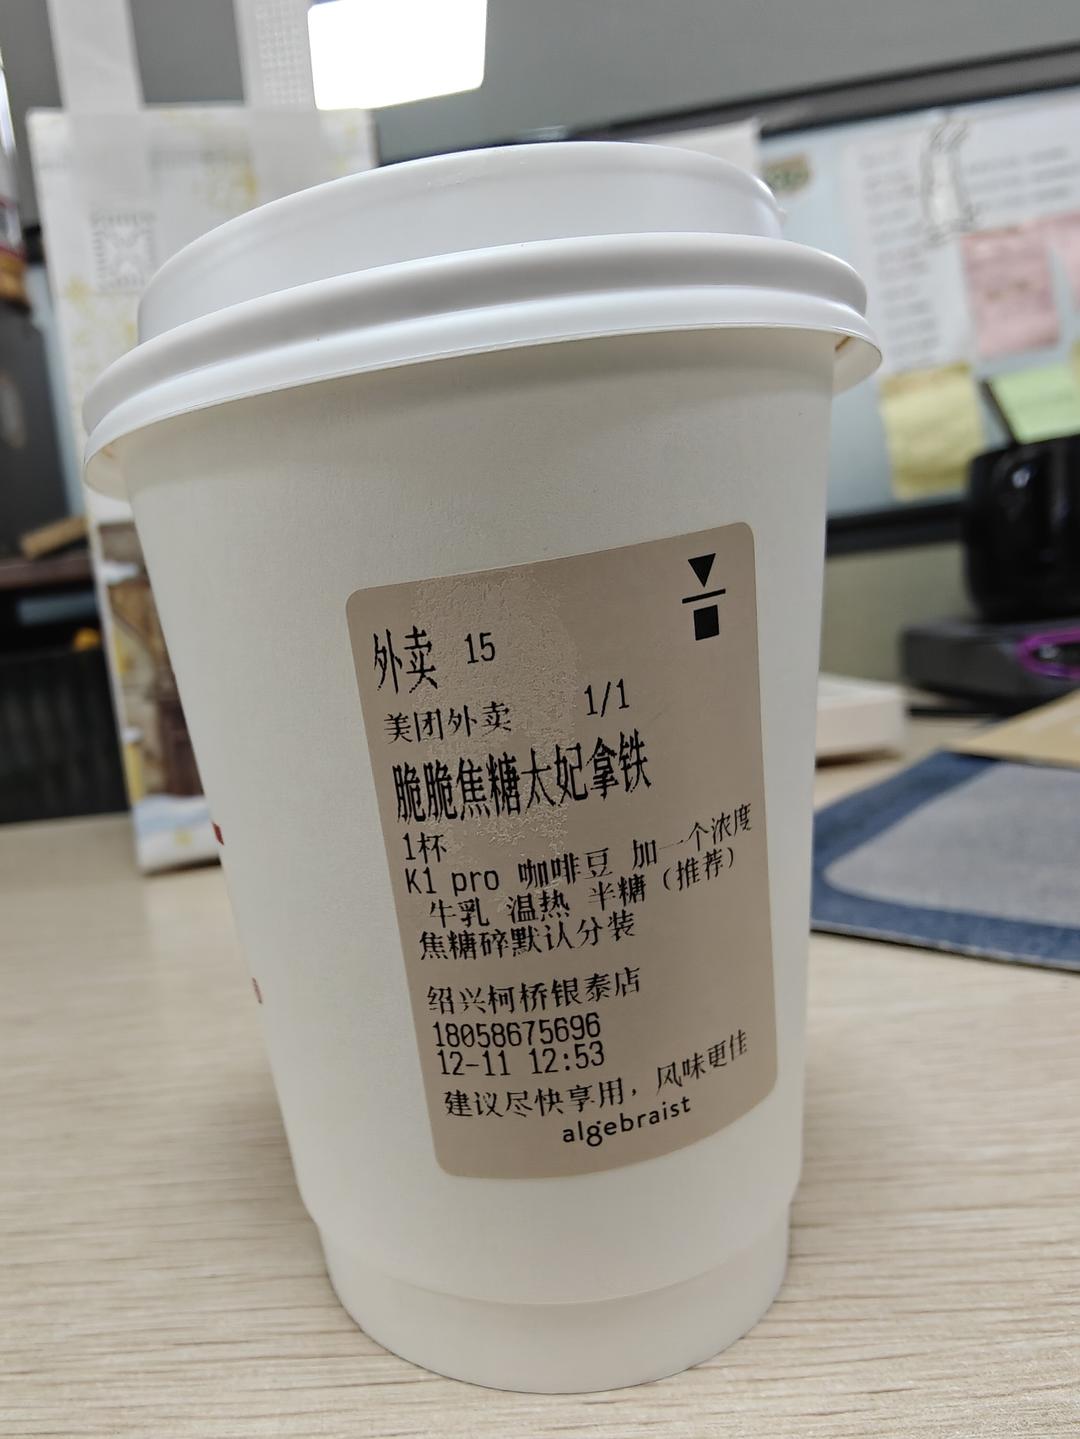 外卖 15
美团外卖 1/1
脆脆焦糖太妃拿铁
1杯
K1 pro 咖啡豆 加一个浓度
牛乳 温热 半糖（推荐）
焦糖碎默认分装
绍兴柯桥银泰店
18058675696
12-11 12:53
建议尽快享用，风味更佳
algebraist